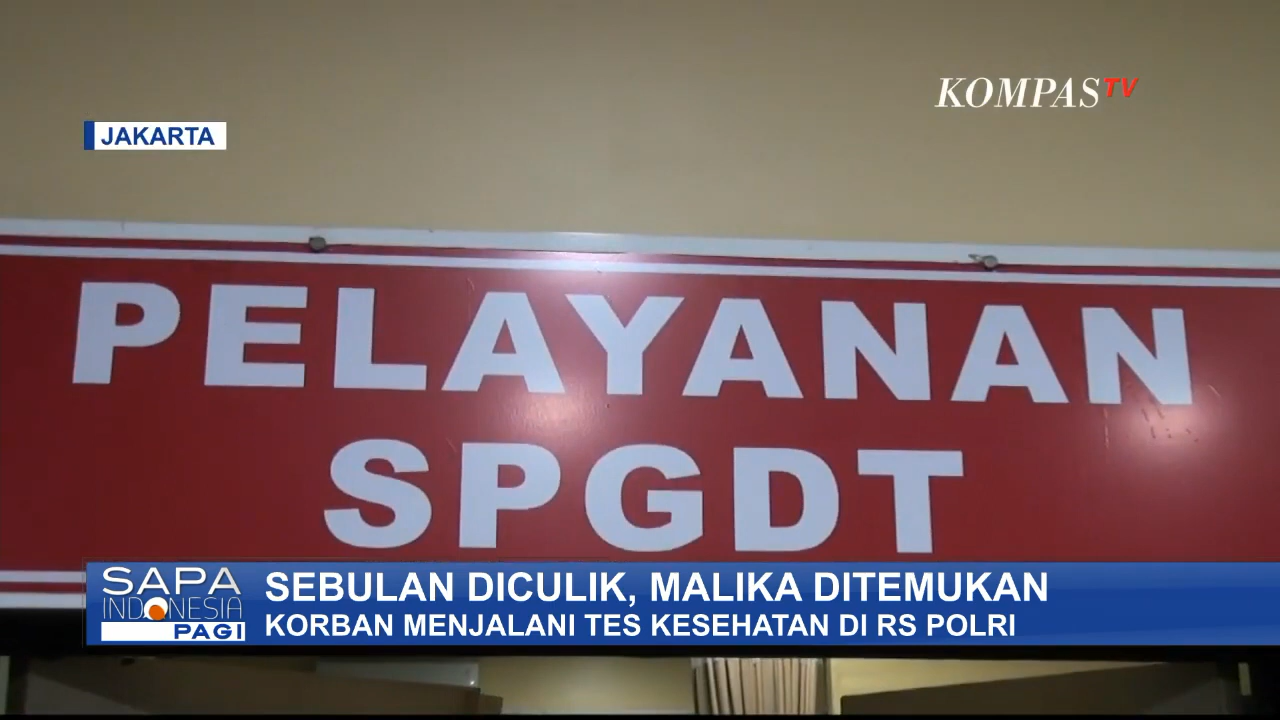 KOMPASTV
JAKARTA
PELAYANAN
SPGDT
SAPA
INDONESIA
PAGI
SEBULAN DICULIK, MALIKA DITEMUKAN
KORBAN MENJALANI TES KESEHATAN DI RS POLRI